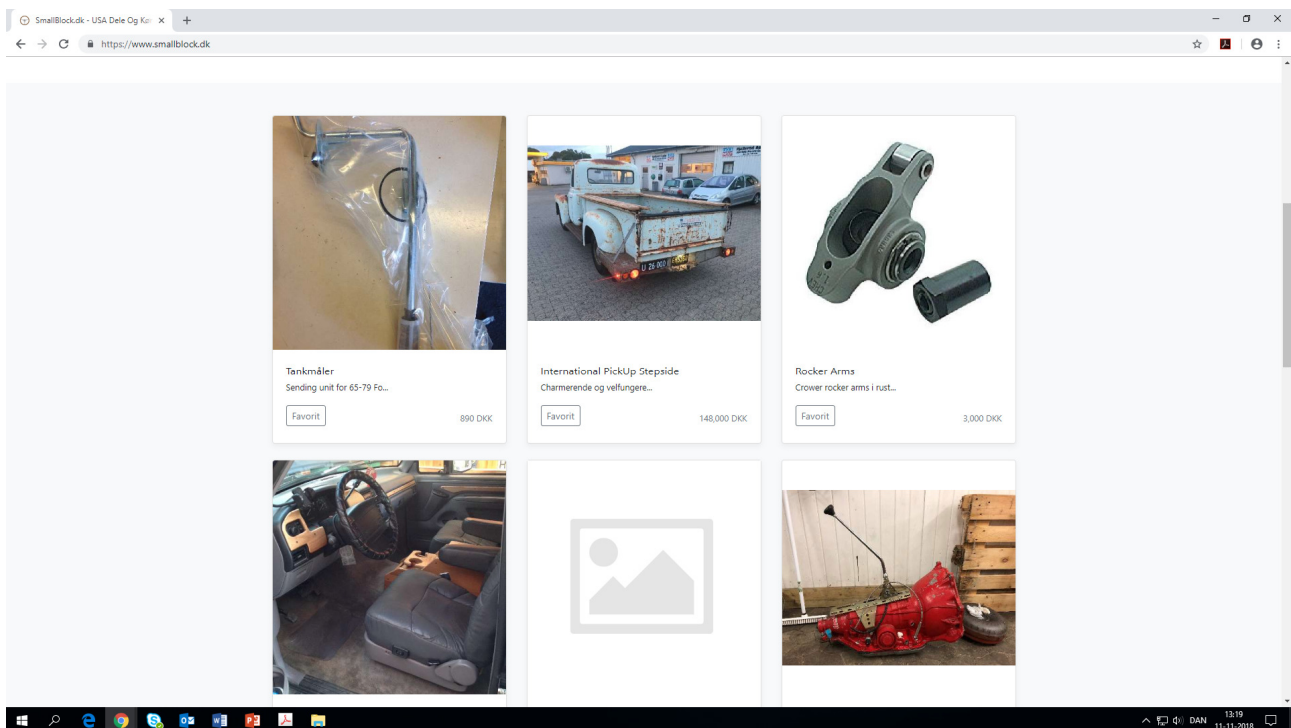 SmallBlock.dk - USA Dele Og Kø
https://www.smallblock.dk
Tankmåler
Sending unit for 65-79 Fo...
Favorit
890 DKK
International PickUp Stepside
Charmerende og velfungere...
Favorit
148,000 DKK
Rocker Arms
Crower rocker arms i rust...
Favorit
3,000 DKK
DAN
13:19
11-11-2018